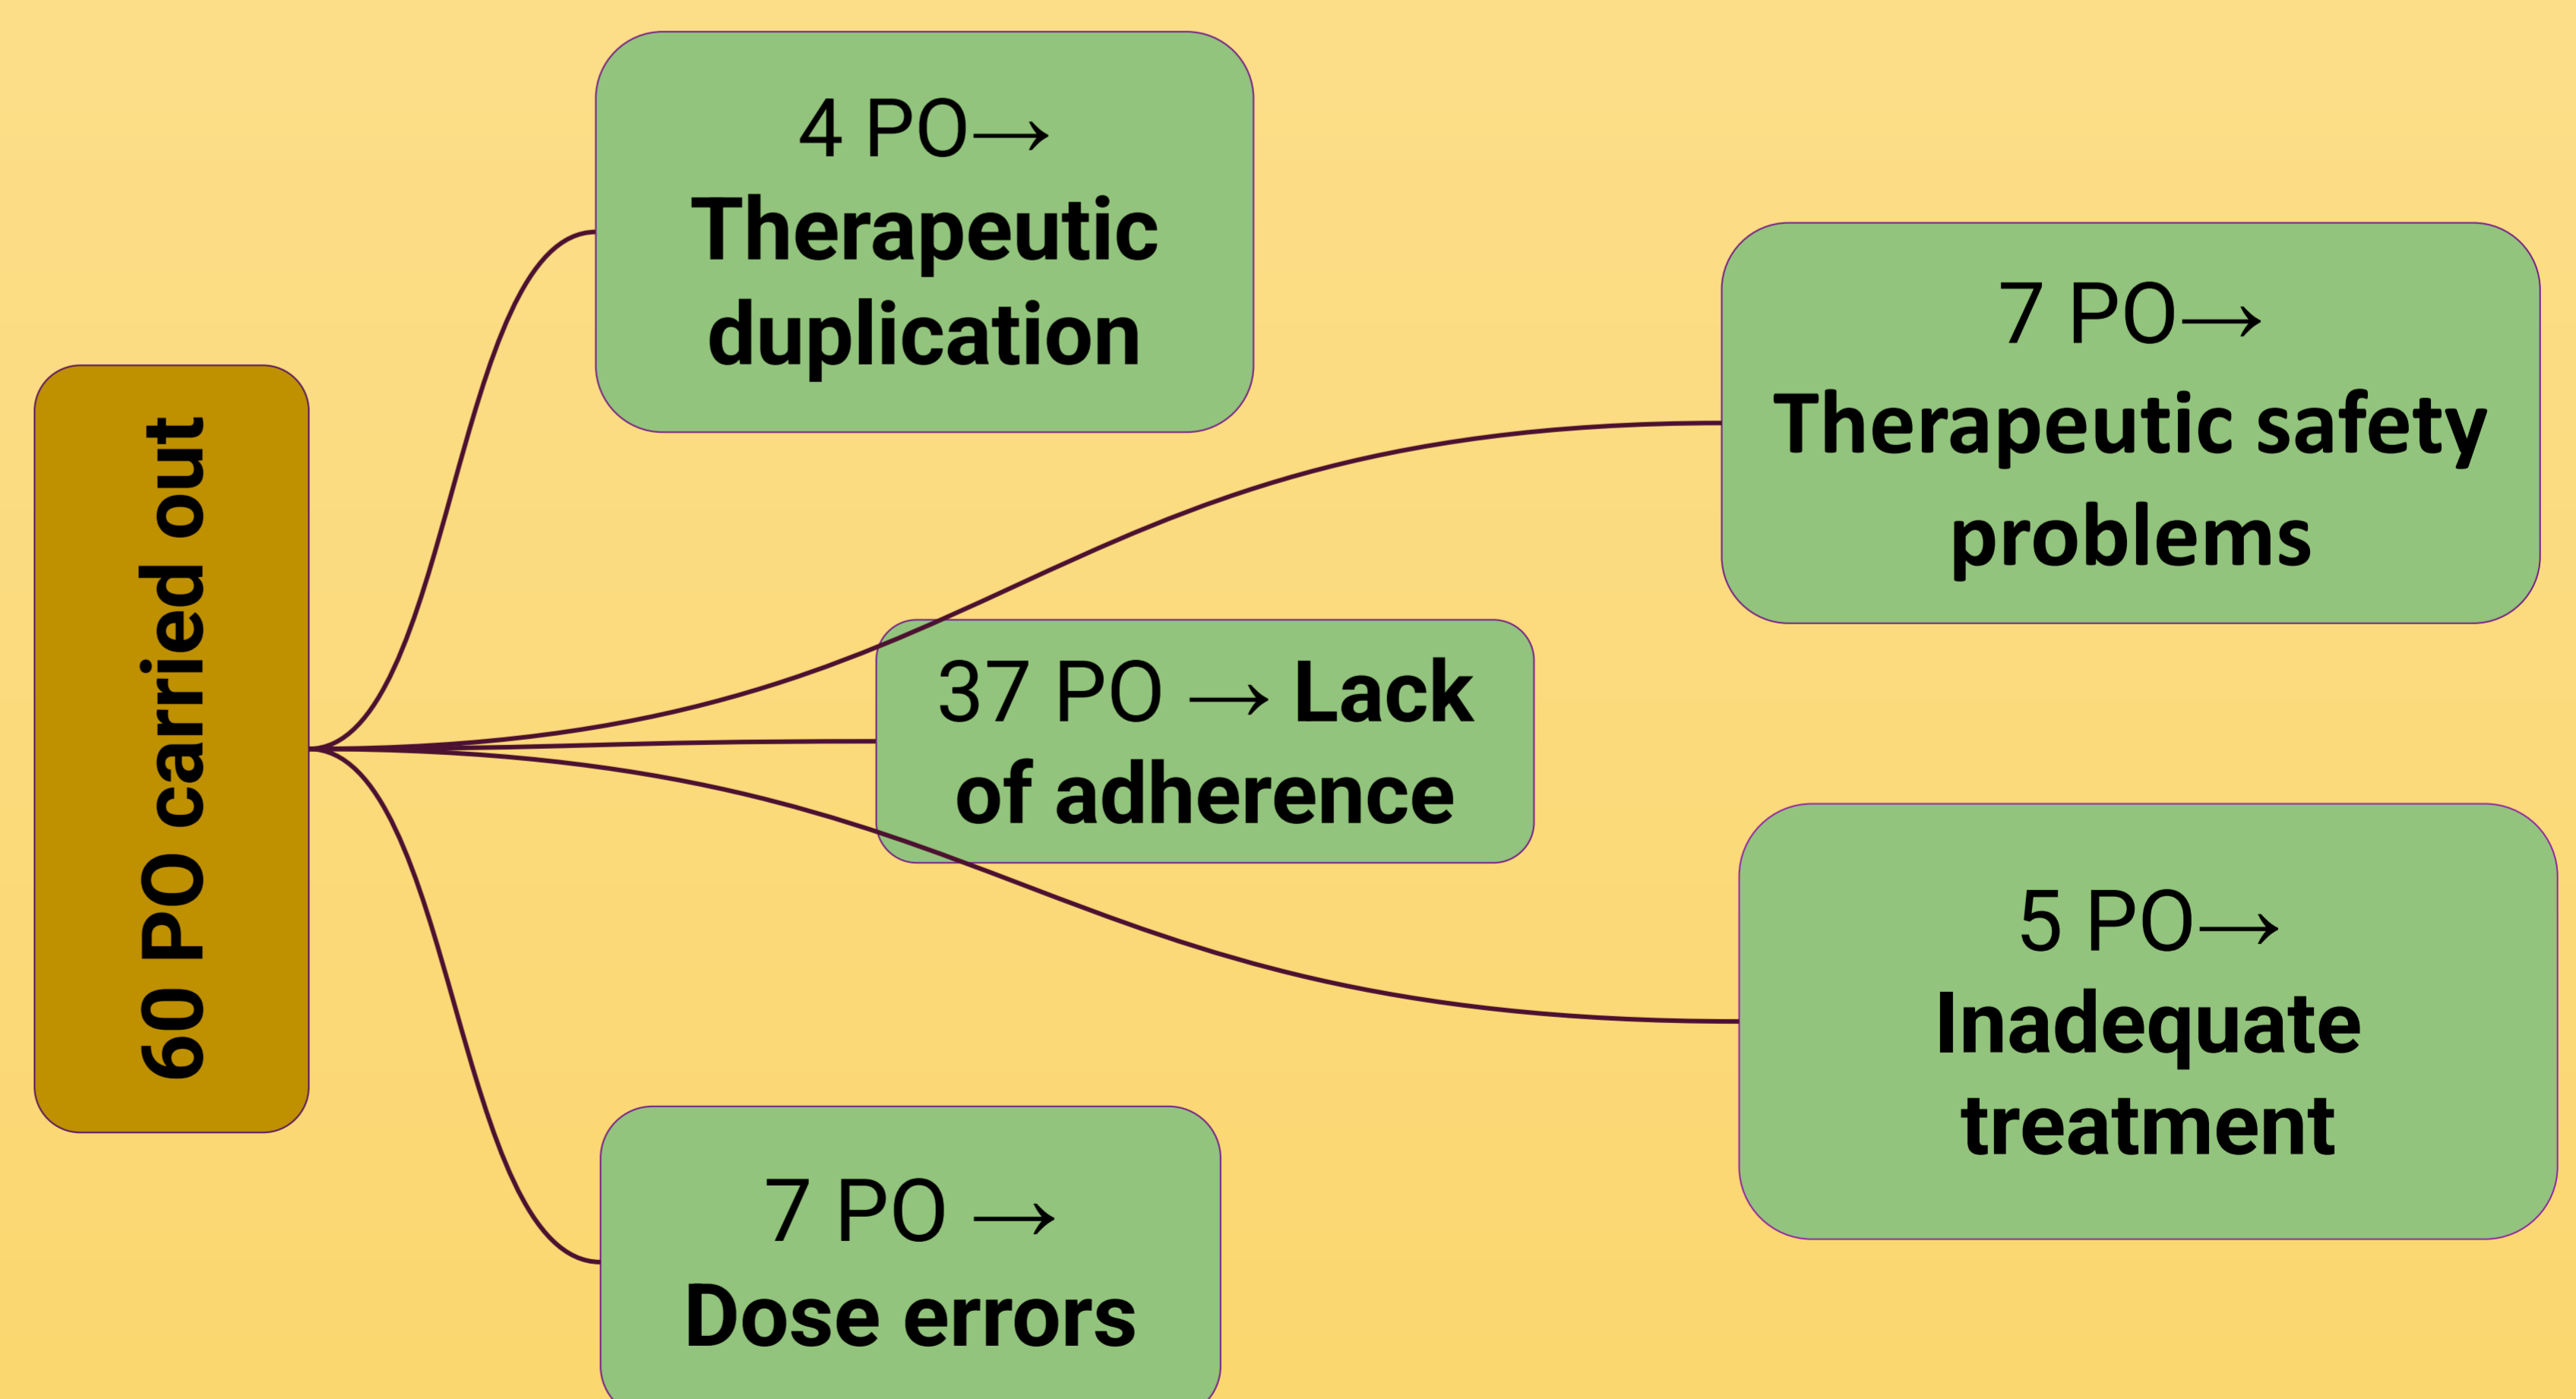 60 PO carried out
4 PO→
Therapeutic
duplication
7 PO→
Therapeutic safety
problems
37 PO → Lack
of adherence
5 PO→
Inadequate
treatment
7 PO →
Dose errors